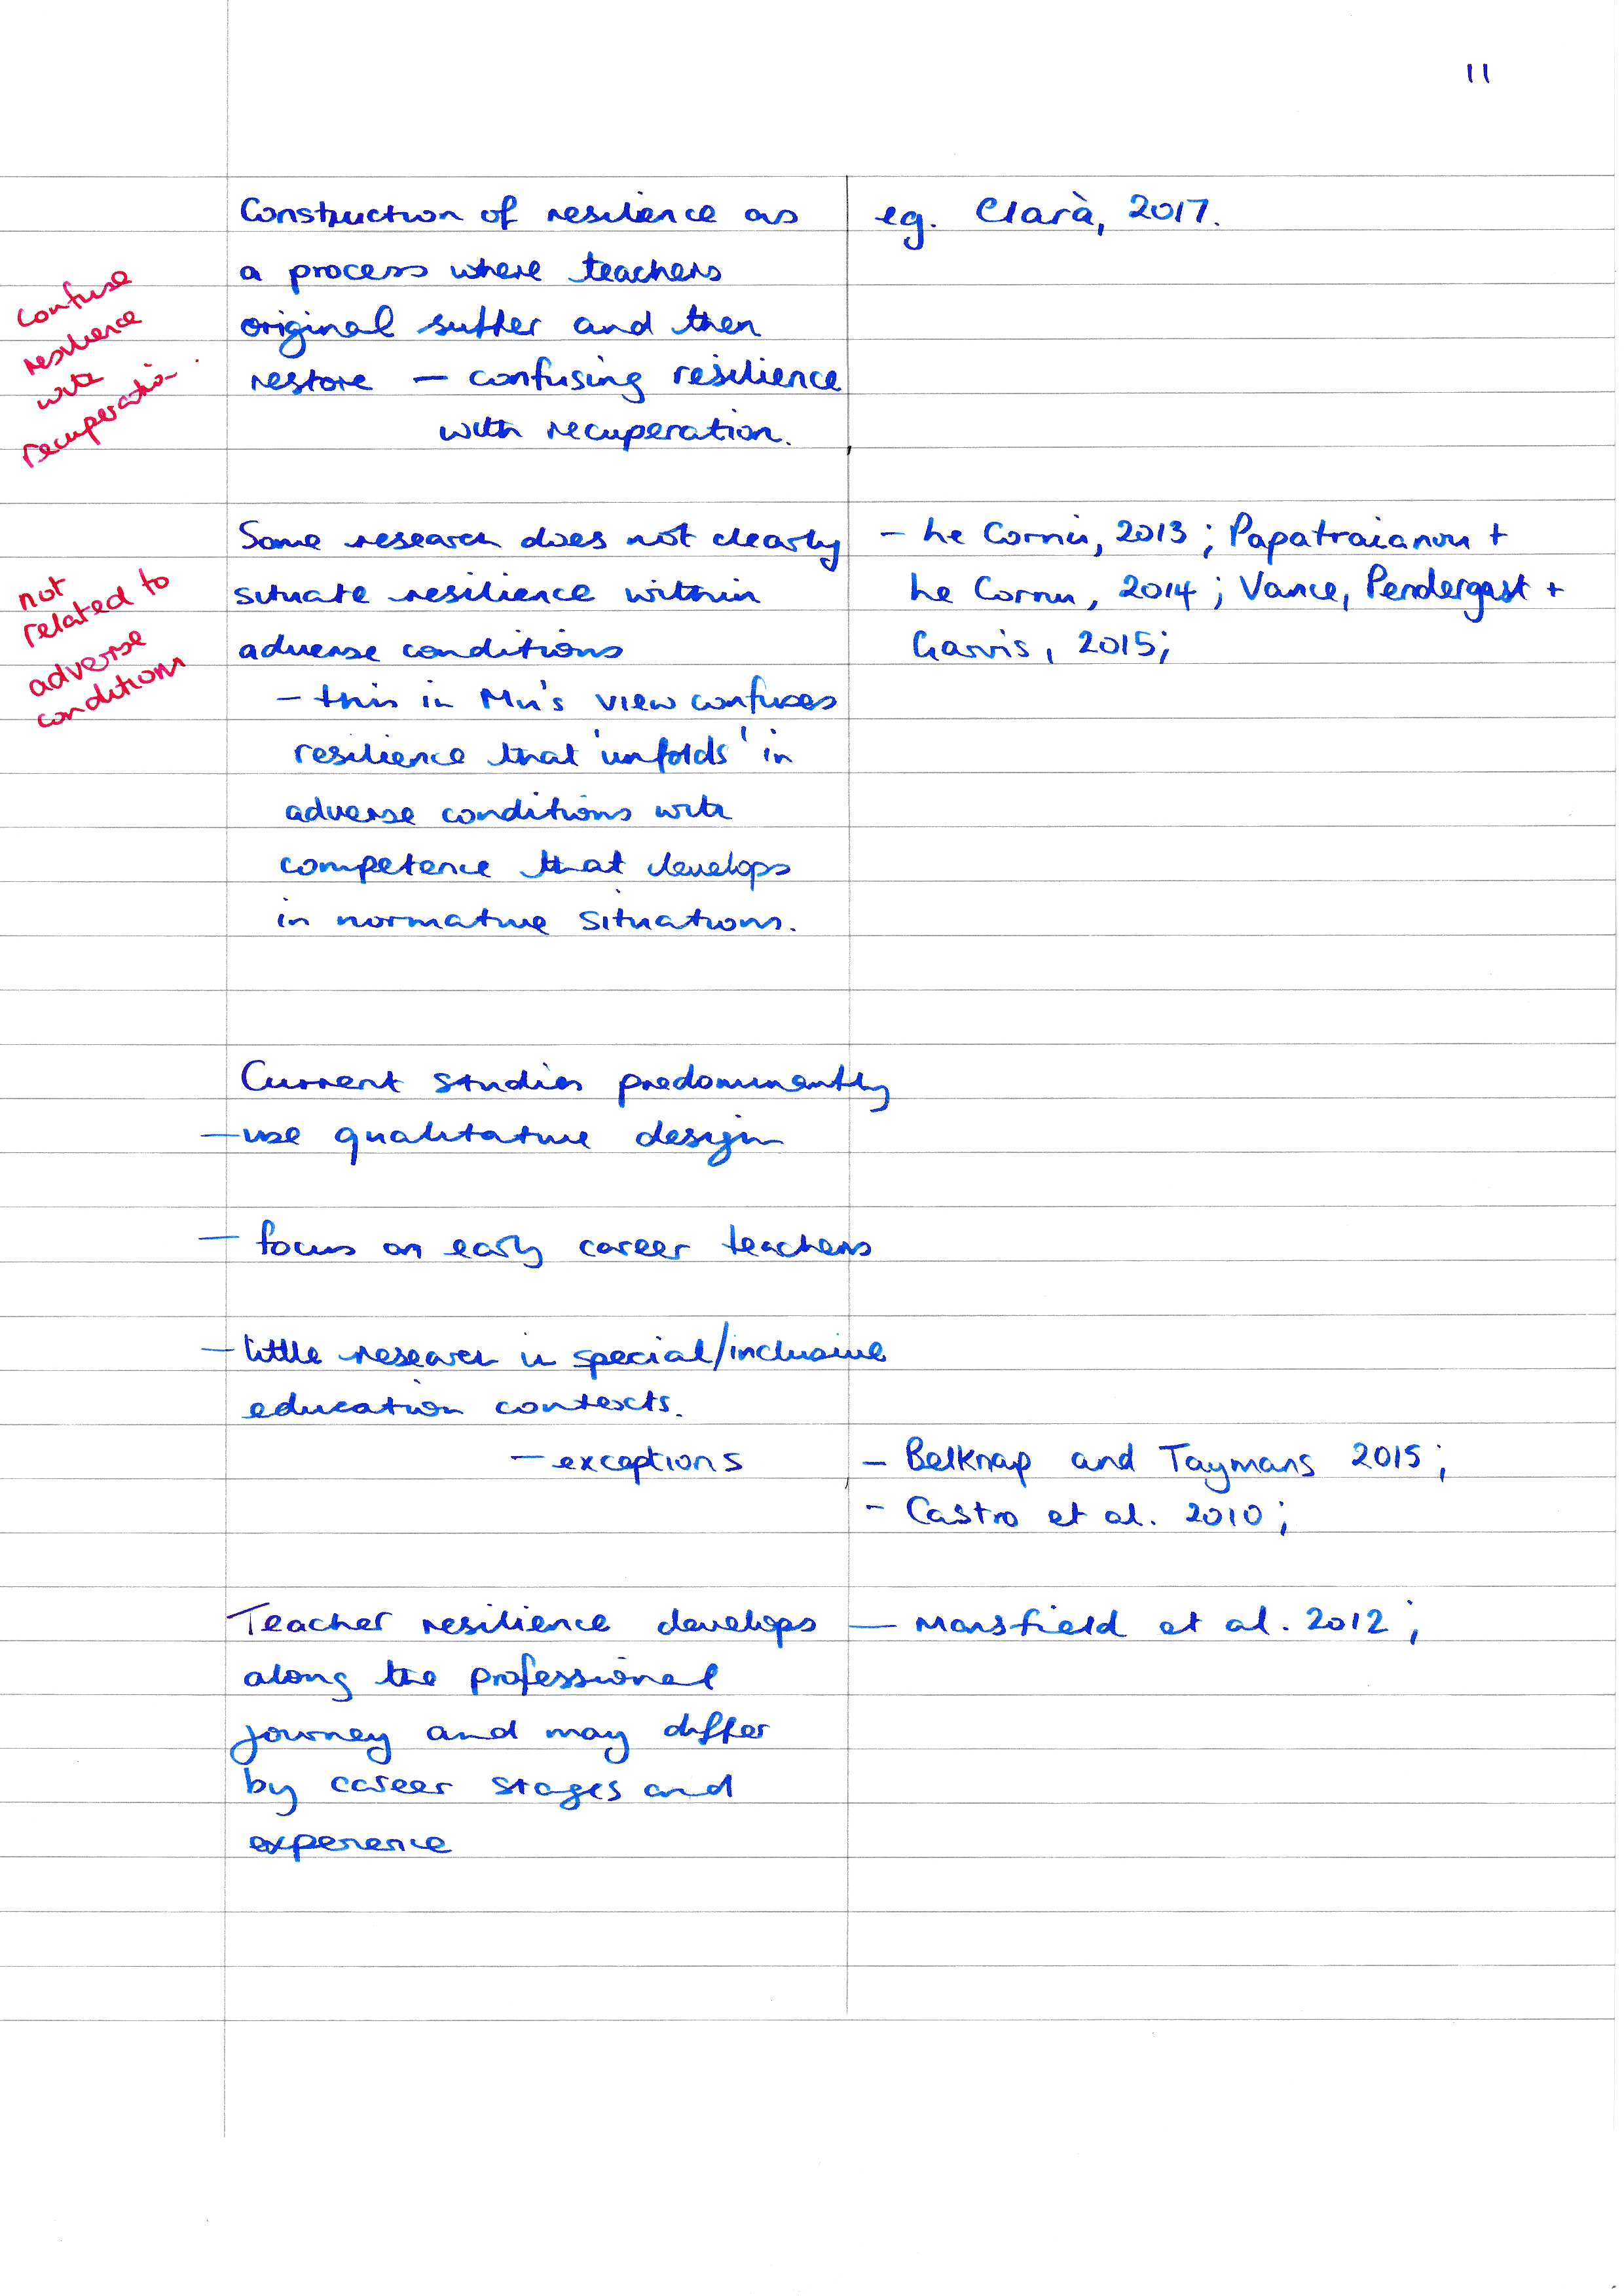 11
Construction of resilience as
a process where teachers
original suffer and then
restore — confusing resilience
with recuperation.
eg. Clarà, 2017.
confuse
resilience
with
recuperatio- .
Some research does not clearly
situate resilience within
adverse conditions
- this in Mu's view confuses
resilience that 'unfolds' in
adverse conditions with
competence that develops
in normative situations.
- Le Cornu, 2013 ; Papatraianou +
Le Cornu, 2014 ; Vance, Pendergast +
Garvis, 2015;
not
related to
adverse
conditions
Current studies predominantly
- use qualitative design
- focus on early career teachers
- little research in special/inclusive
education contexts.
- exceptions
- Belknap and Taymans 2015;
- Castro et al. 2010;
Teacher resilience develops
along the professional
journey and may differ
by career stages and
experience
— Mansfield et al. 2012;